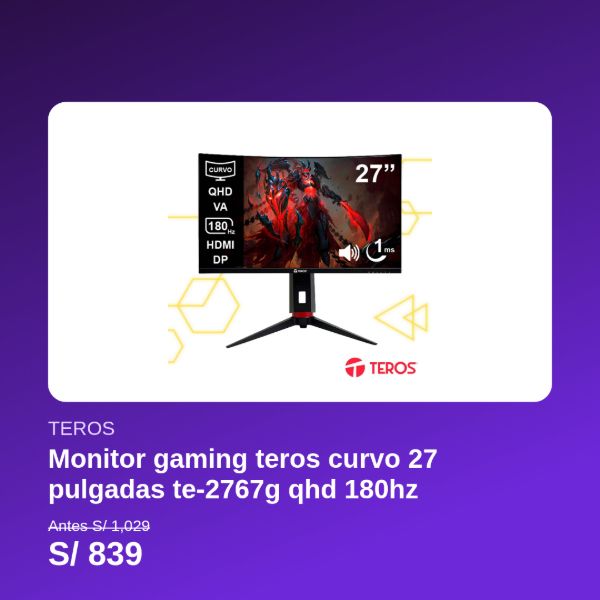 CURVO
QHD
VA
180Hz
HDMI
DP
27”
1ms
TEROS
TEROS
TEROS
Monitor gaming teros curvo 27
pulgadas te-2767g qhd 180hz
Antes S/ 1,029
S/ 839